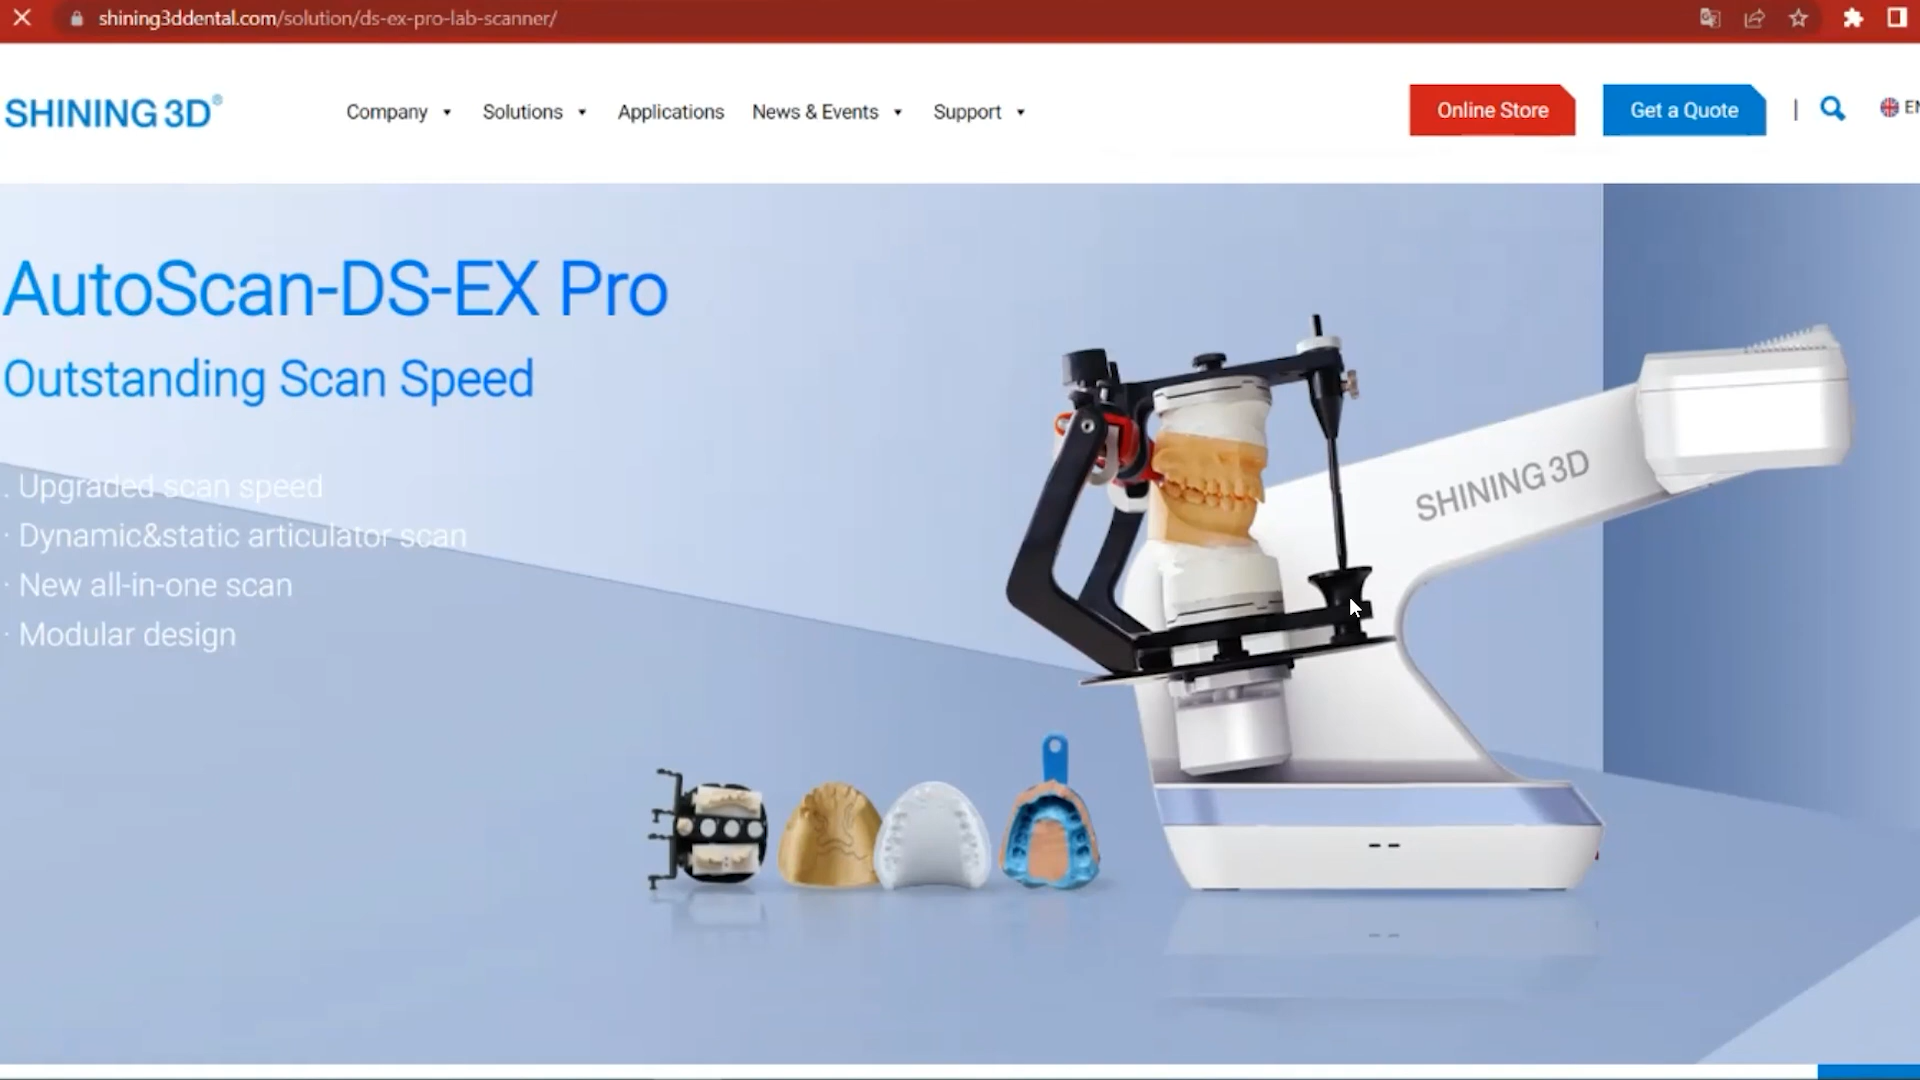 shining3ddental.com/solution/ds-ex-pro-lab-scanner/
SHINING 3D®
Company
Solutions
Applications
News & Events
Support
Online Store
Get a Quote
|
EN
AutoScan-DS-EX Pro
Outstanding Scan Speed
. Upgraded scan speed
· Dynamic&static articulator scan
· New all-in-one scan
· Modular design
SHINING 3D